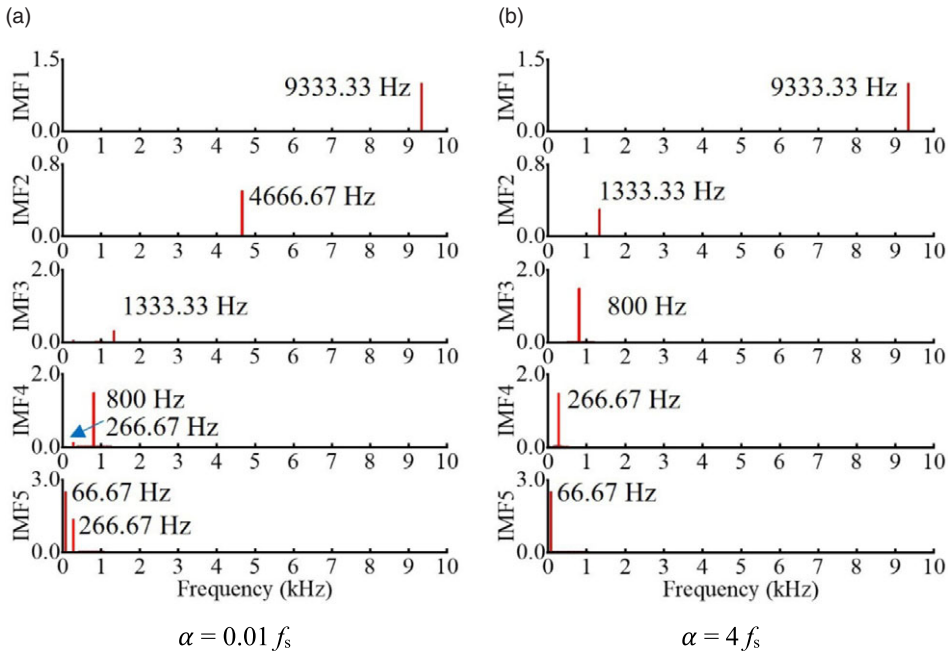 (a)
1.5
IMF1
9333.33 Hz
0.0
0 1 2 3 4 5 6 7 8 9 10
0.8
IMF2
4666.67 Hz
0.0
0 1 2 3 4 5 6 7 8 9 10
2.0
IMF3
1333.33 Hz
0.0
0 1 2 3 4 5 6 7 8 9 10
2.0
IMF4
800 Hz
266.67 Hz
0.0
0 1 2 3 4 5 6 7 8 9 10
3.0
IMF5
66.67 Hz
266.67 Hz
0.0
0 1 2 3 4 5 6 7 8 9 10
Frequency (kHz)
α = 0.01 fs
(b)
1.5
IMF1
9333.33 Hz
0.0
0 1 2 3 4 5 6 7 8 9 10
0.8
IMF2
1333.33 Hz
0.0
0 1 2 3 4 5 6 7 8 9 10
2.0
IMF3
800 Hz
0.0
0 1 2 3 4 5 6 7 8 9 10
2.0
IMF4
266.67 Hz
0.0
0 1 2 3 4 5 6 7 8 9 10
3.0
IMF5
66.67 Hz
0.0
0 1 2 3 4 5 6 7 8 9 10
Frequency (kHz)
α = 4 fs